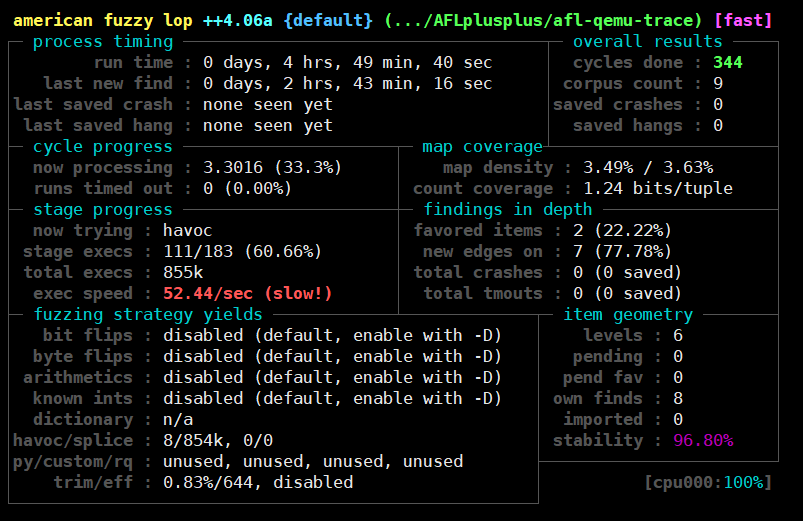 american fuzzy lop ++4.06a {default} (.../AFLplusplus/afl-qemu-trace) [fast]
process timing overall results
run time : 0 days, 4 hrs, 49 min, 40 sec cycles done : 344
last new find : 0 days, 2 hrs, 43 min, 16 sec corpus count : 9
last saved crash : none seen yet saved crashes : 0
last saved hang : none seen yet saved hangs : 0
cycle progress map coverage
now processing : 3.3016 (33.3%) map density : 3.49% / 3.63%
runs timed out : 0 (0.00%) count coverage : 1.24 bits/tuple
stage progress findings in depth
now trying : havoc favored items : 2 (22.22%)
stage execs : 111/183 (60.66%) new edges on : 7 (77.78%)
total execs : 855k total crashes : 0 (0 saved)
exec speed : 52.44/sec (slow!) total tmouts : 0 (0 saved)
fuzzing strategy yields item geometry
bit flips : disabled (default, enable with -D) levels : 6
byte flips : disabled (default, enable with -D) pending : 0
arithmetics : disabled (default, enable with -D) pend fav : 0
known ints : disabled (default, enable with -D) own finds : 8
dictionary : n/a imported : 0
havoc/splice : 8/854k, 0/0 stability : 96.80%
py/custom/rq : unused, unused, unused, unused
trim/eff : 0.83%/644, disabled [cpu000:100%]